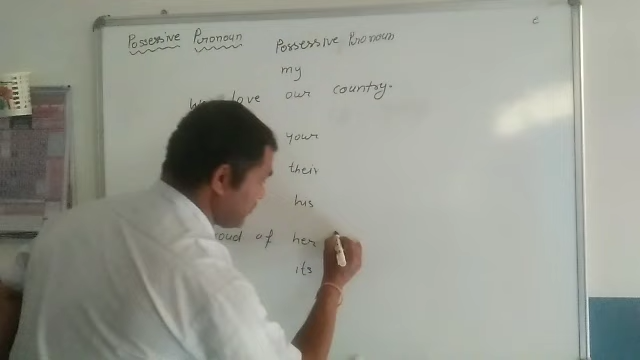 Possessive Pronoun Possessive Pronoun
my
love our country.
your
their
his
of her
its